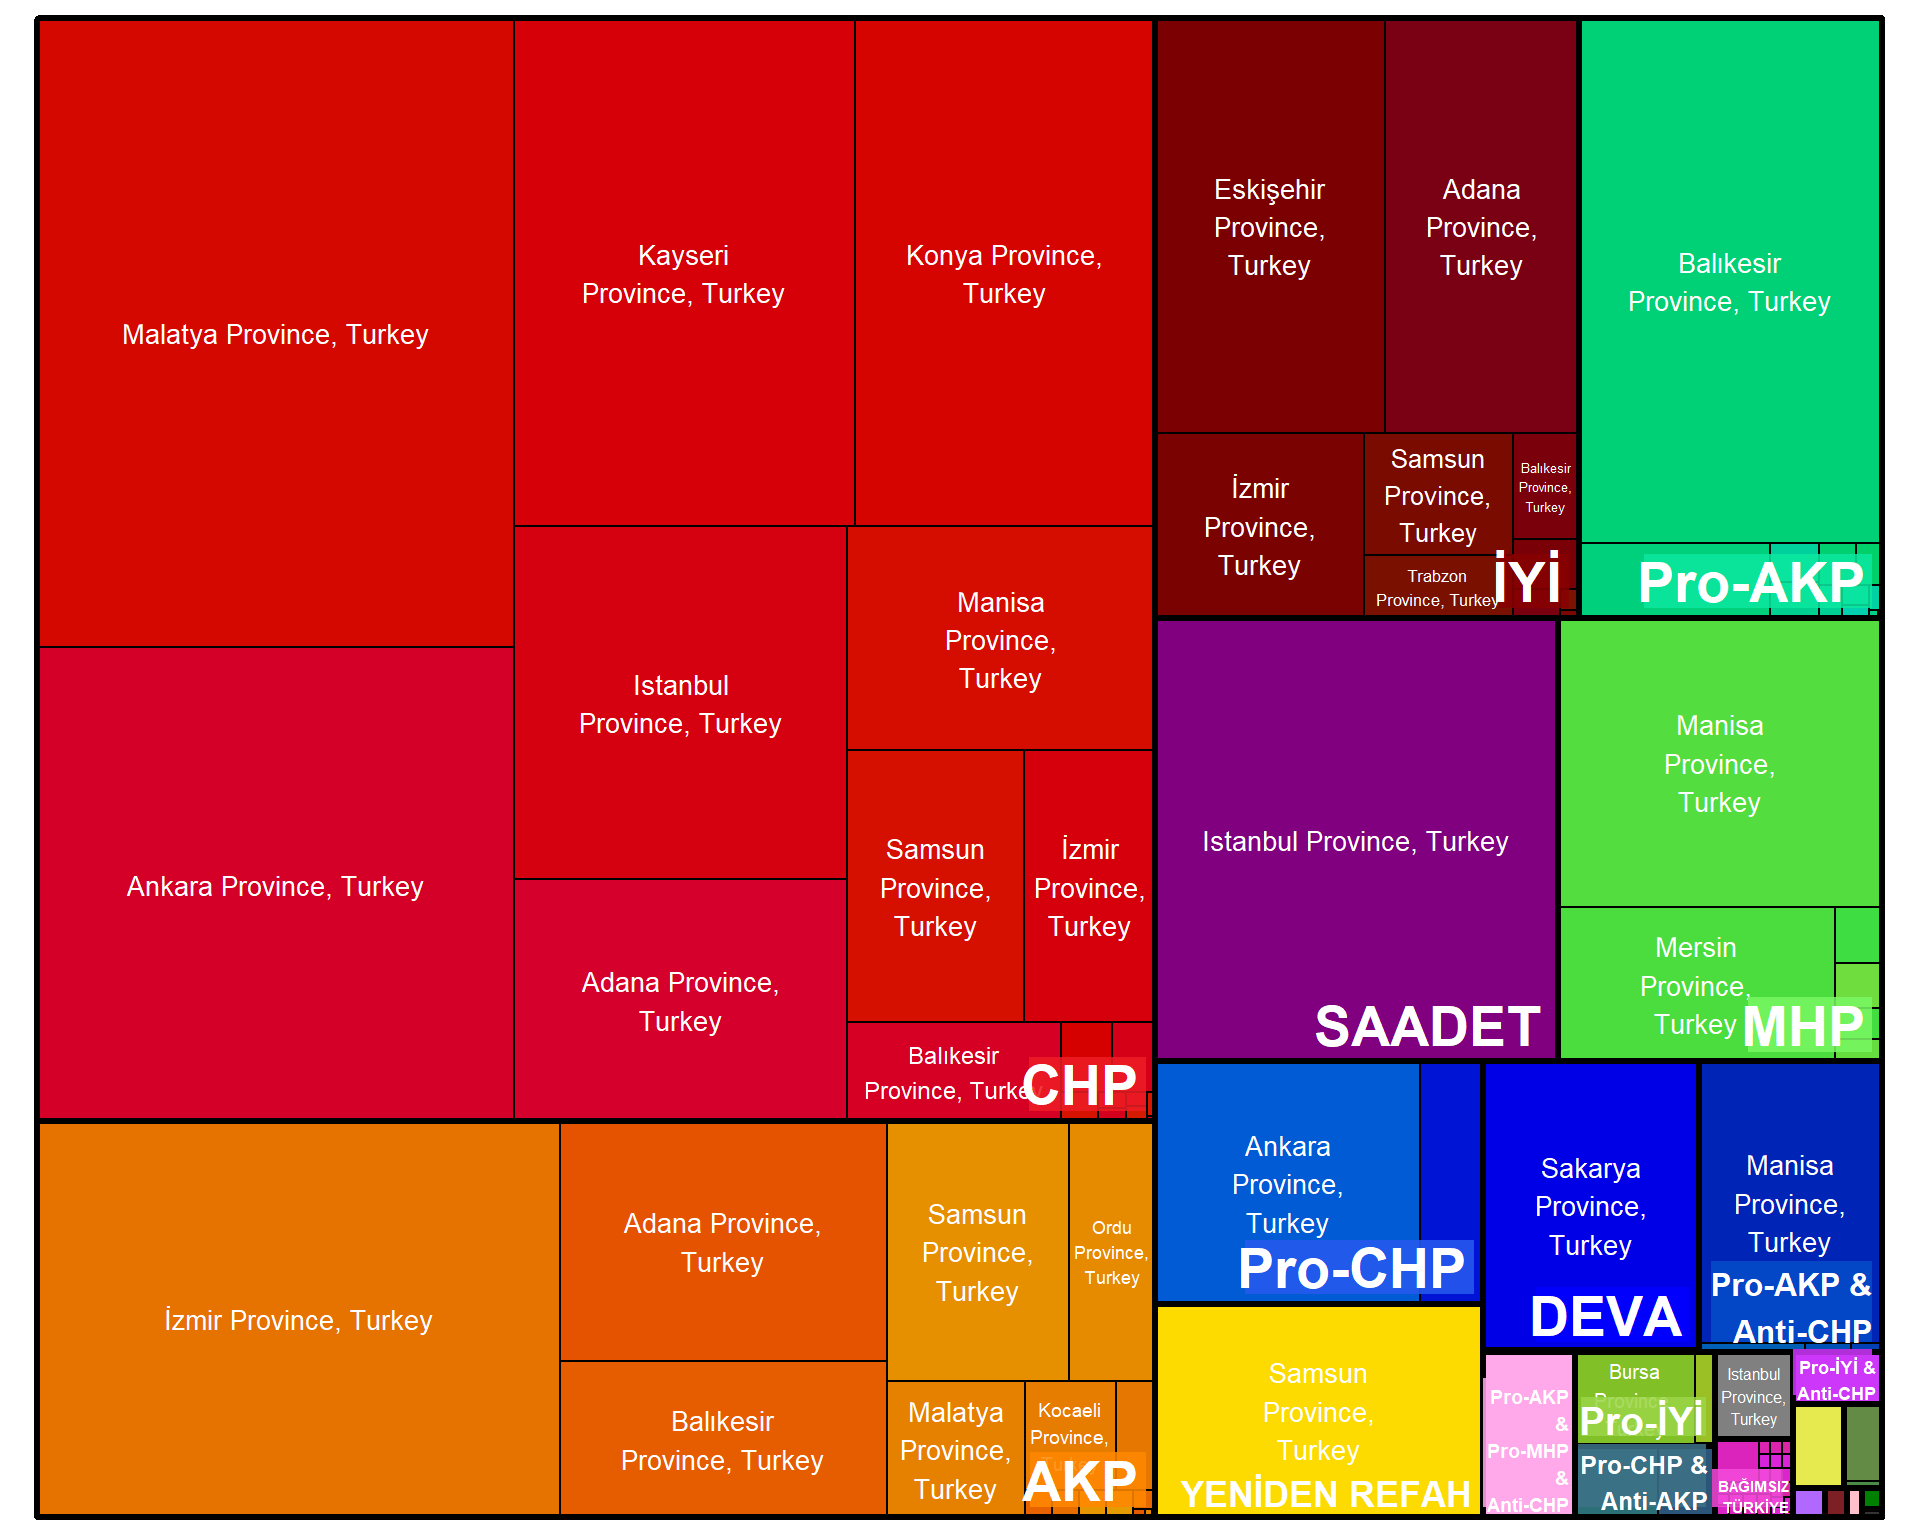 Malatya Province, Turkey
Kayseri
Province, Turkey
Konya Province,
Turkey
Ankara Province, Turkey
Istanbul
Province, Turkey
Manisa
Province,
Turkey
Samsun
Province,
Turkey
İzmir
Province,
Turkey
Adana Province,
Turkey
Balıkesir
Province, Turkey
CHP
İzmir Province, Turkey
Adana Province,
Turkey
Balıkesir
Province, Turkey
Samsun
Province,
Turkey
Ordu
Province,
Turkey
Malatya
Province,
Turkey
Kocaeli
Province,
AKP
Eskişehir
Province,
Turkey
Adana
Province,
Turkey
İzmir
Province,
Turkey
Samsun
Province,
Turkey
Balıkesir
Province,
Turkey
Trabzon
Province, Turkey
İYİ
Balıkesir
Province, Turkey
Pro-AKP
Istanbul Province, Turkey
SAADET
Manisa
Province,
Turkey
Mersin
Province,
Turkey
MHP
Ankara
Province,
Turkey
Pro-CHP
Sakarya
Province,
Turkey
DEVA
Manisa
Province,
Turkey
Pro-AKP &
Anti-CHP
Samsun
Province,
Turkey
YENİDEN REFAH
Pro-AKP
&
Pro-MHP
&
Anti-CHP
Bursa
Province,
Pro-İYİ
Pro-CHP &
Anti-AKP
Istanbul
Province,
Turkey
BAĞIMSIZ
TÜRKİYE
Pro-İYİ &
Anti-CHP